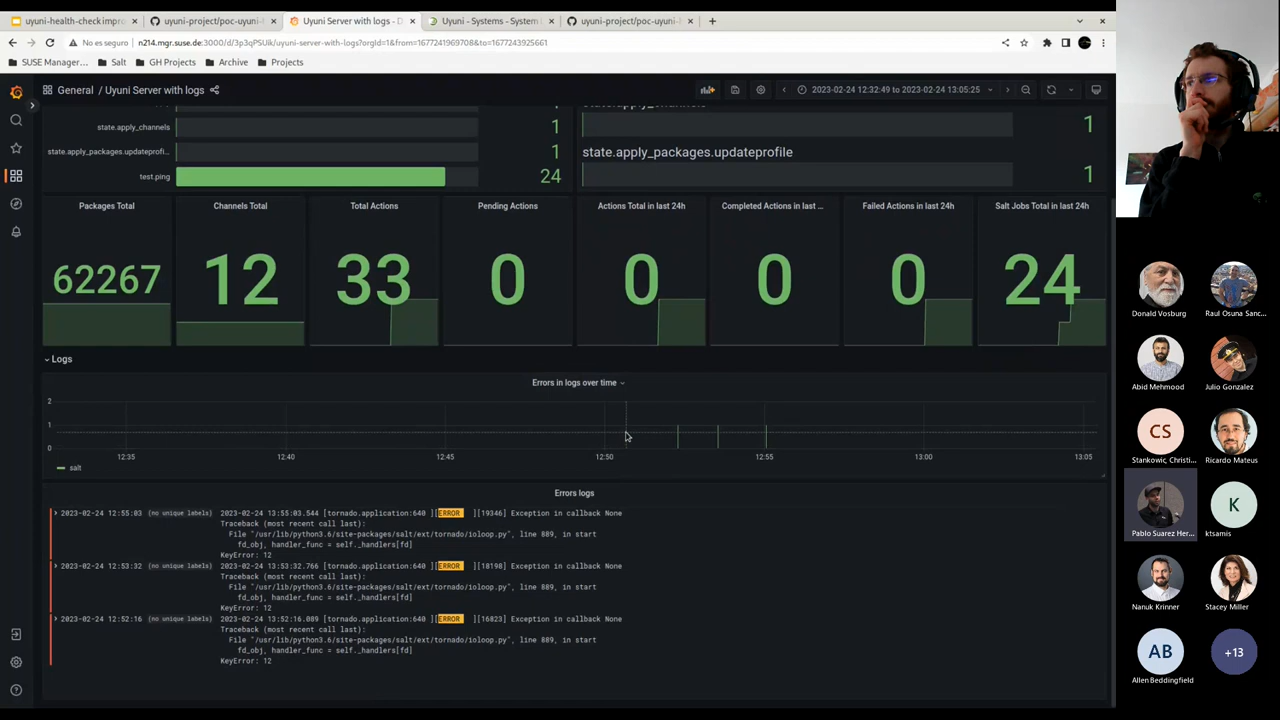 uyuni-health-check impro
uyuni-project/poc-uyuni-l
Uyuni Server with logs - D
Uyuni - Systems - System
uyuni-project/poc-uyuni-l
No es seguro
n214.mgr.suse.de:3000/d/3p3qPSUik/uyuni-server-with-logs?orgId=1&from=1677241969708&to=1677243925661
SUSE Manager...
Salt
GH Projects
Archive
Projects
General / Uyuni Server with logs
2023-02-24 12:32:49 to 2023-02-24 13:05:25
state.apply_channels
1
state.apply_packages.updateprofi...
1
test.ping
24
state.apply_channels
1
state.apply_packages.updateprofile
1
Packages Total
62267
Channels Total
12
Total Actions
33
Pending Actions
0
Actions Total in last 24h
0
Completed Actions in last ...
0
Failed Actions in last 24h
0
Salt Jobs Total in last 24h
24
Logs
Errors in logs over time
2
1
0
12:35
12:40
12:45
12:50
12:55
13:00
13:05
salt
Errors logs
2023-02-24 12:55:03 (no unique labels) 2023-02-24 13:55:03.544 [tornado.application:640 ][ERROR ][19346] Exception in callback None
Traceback (most recent call last):
File "/usr/lib/python3.6/site-packages/salt/ext/tornado/ioloop.py", line 889, in start
fd_obj, handler_func = self._handlers[fd]
KeyError: 12
2023-02-24 12:53:32 (no unique labels) 2023-02-24 13:53:32.766 [tornado.application:640 ][ERROR ][18198] Exception in callback None
Traceback (most recent call last):
File "/usr/lib/python3.6/site-packages/salt/ext/tornado/ioloop.py", line 889, in start
fd_obj, handler_func = self._handlers[fd]
KeyError: 12
2023-02-24 12:52:16 (no unique labels) 2023-02-24 13:52:16.089 [tornado.application:640 ][ERROR ][16823] Exception in callback None
Traceback (most recent call last):
File "/usr/lib/python3.6/site-packages/salt/ext/tornado/ioloop.py", line 889, in start
fd_obj, handler_func = self._handlers[fd]
KeyError: 12
Donald Vosburg
Raul Osuna Sanc...
Abid Mehmood
Julio Gonzalez
CS
Stankovic, Christi...
Ricardo Mateus
Pablo Suarez Her...
K
ktsamis
Nanuk Krinner
Stacey Miller
AB
Allen Beddingfield
+13